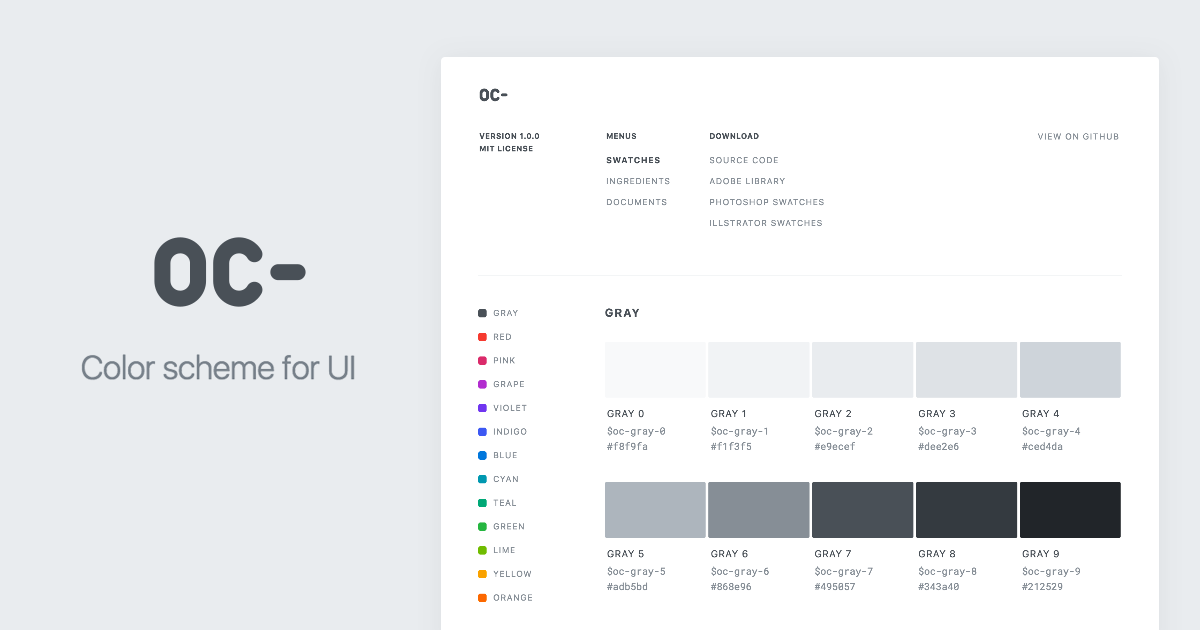 OC-
Color scheme for UI
OC-
VERSION 1.0.0
MIT LICENSE
MENUS
SWATCHES
INGREDIENTS
DOCUMENTS
DOWNLOAD
SOURCE CODE
ADOBE LIBRARY
PHOTOSHOP SWATCHES
ILLSTRATOR SWATCHES
VIEW ON GITHUB
GRAY
RED
PINK
GRAPE
VIOLET
INDIGO
BLUE
CYAN
TEAL
GREEN
LIME
YELLOW
ORANGE
GRAY
GRAY 0
$oc-gray-0
#f8f9fa
GRAY 1
$oc-gray-1
#f1f3f5
GRAY 2
$oc-gray-2
#e9ecef
GRAY 3
$oc-gray-3
#dee2e6
GRAY 4
$oc-gray-4
#ced4da
GRAY 5
$oc-gray-5
#adb5bd
GRAY 6
$oc-gray-6
#868e96
GRAY 7
$oc-gray-7
#495057
GRAY 8
$oc-gray-8
#343a40
GRAY 9
$oc-gray-9
#212529